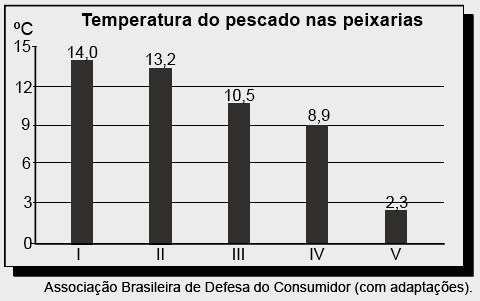 Temperatura do pescado nas peixarias
ºC
15
14,0
13,2
12
10,5
9
8,9
6
3
2,3
0
I II III IV V
Associação Brasileira de Defesa do Consumidor (com adaptações).